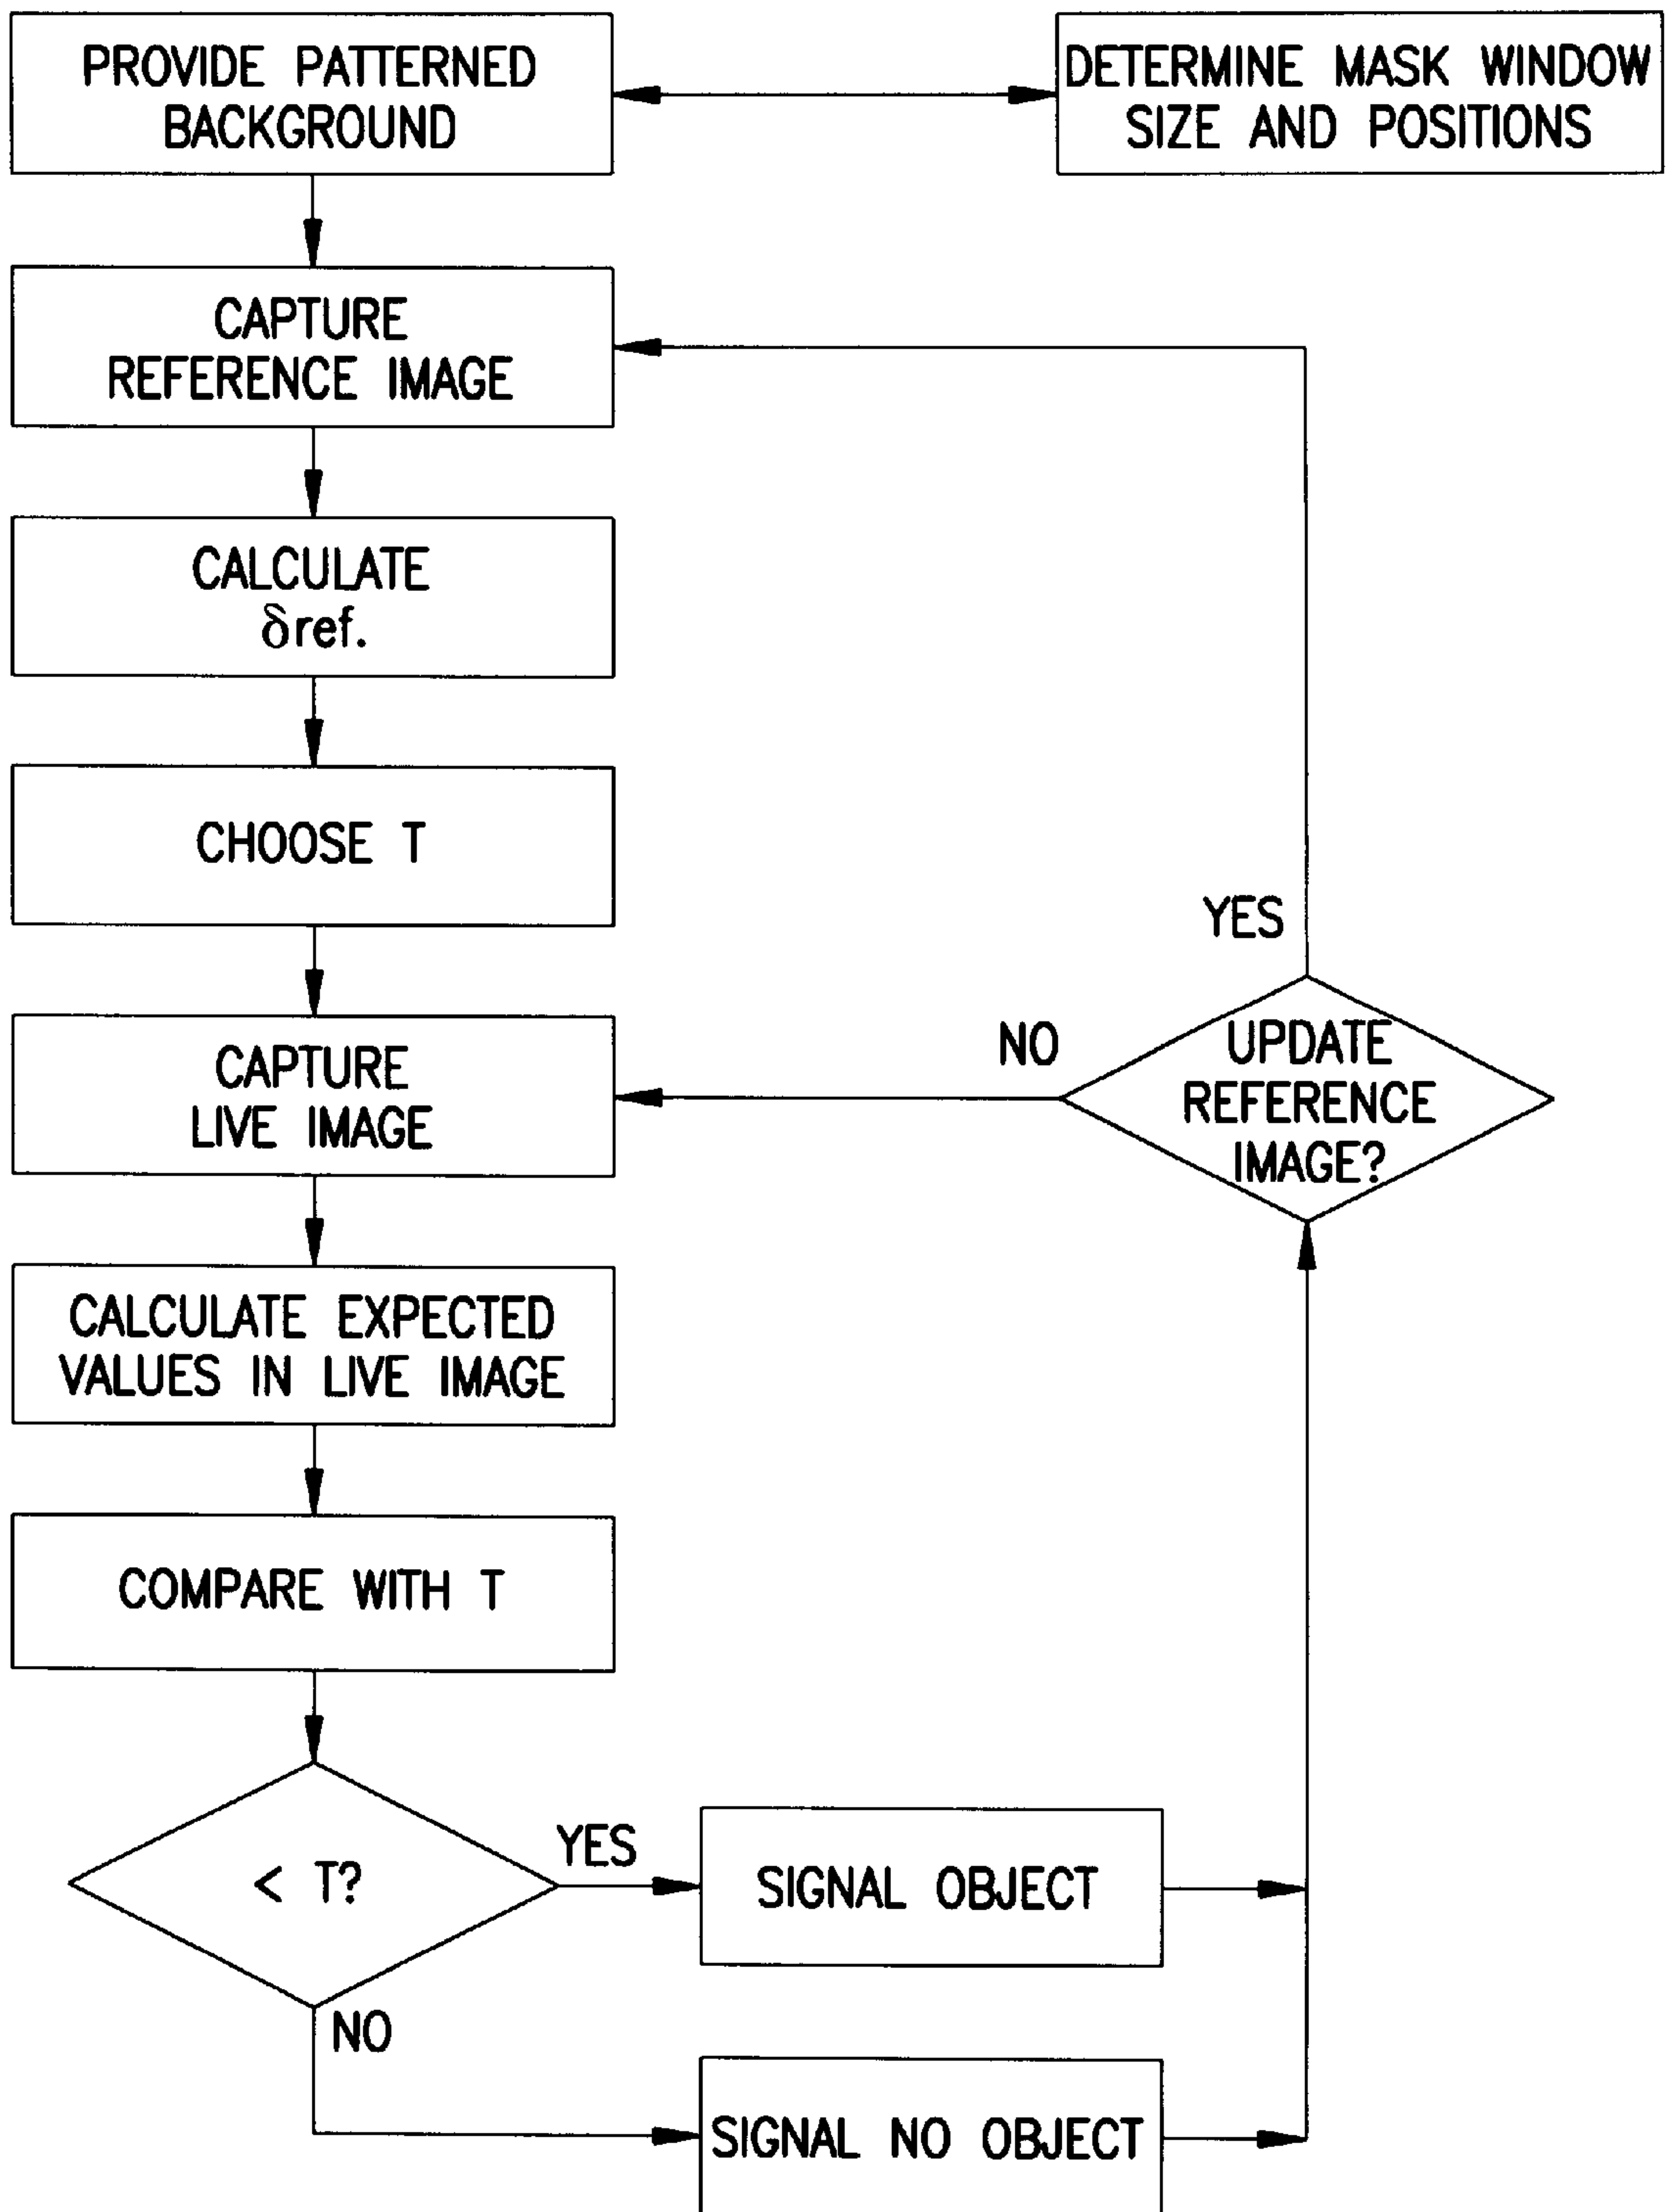 PROVIDE PATTERNED
BACKGROUND
DETERMINE MASK WINDOW
SIZE AND POSITIONS
CAPTURE
REFERENCE IMAGE
CALCULATE
δref.
CHOOSE T
YES
CAPTURE
LIVE IMAGE
NO
UPDATE
REFERENCE
IMAGE?
CALCULATE EXPECTED
VALUES IN LIVE IMAGE
COMPARE WITH T
< T?
YES
SIGNAL OBJECT
NO
SIGNAL NO OBJECT